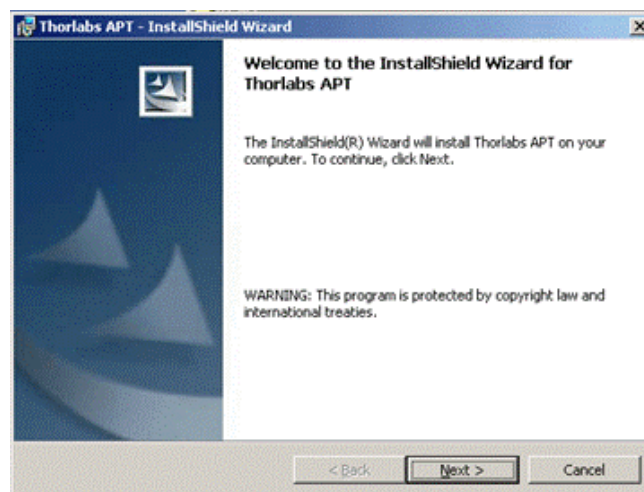 Thorlabs APT - InstallShield Wizard
Welcome to the InstallShield Wizard for
Thorlabs APT
The InstallShield(R) Wizard will install Thorlabs APT on your
computer. To continue, click Next.
WARNING: This program is protected by copyright law and
international treaties.
< Back
Next >
Cancel